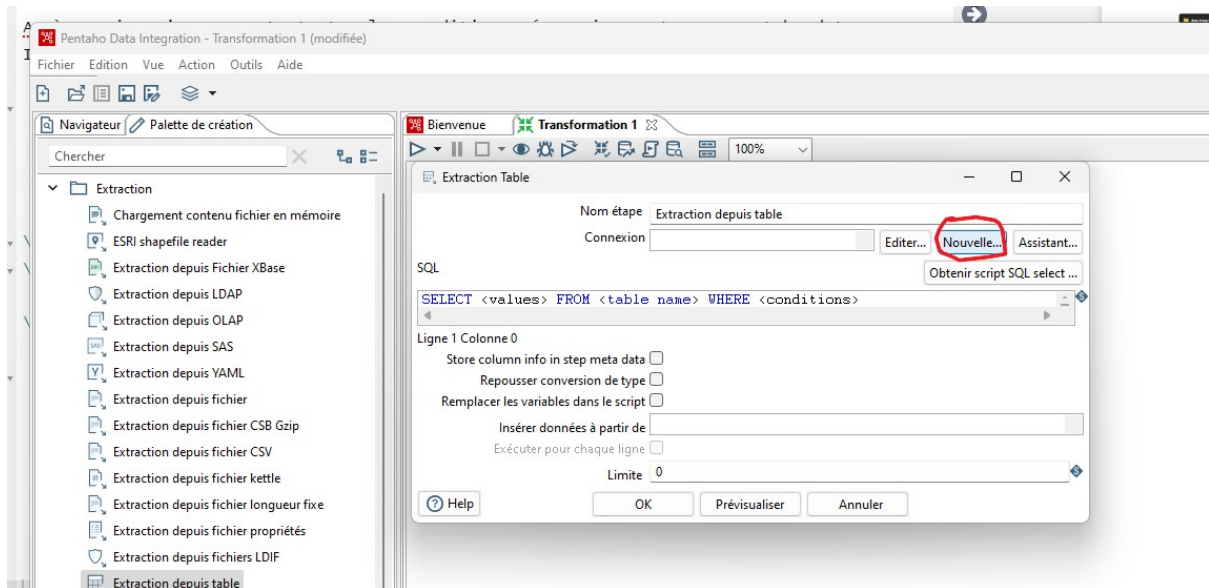 Pentaho Data Integration - Transformation 1 (modifiée)
Fichier Edition Vue Action Outils Aide
Navigateur Palette de création
Chercher
Extraction
Chargement contenu fichier en mémoire
ESRI shapefile reader
Extraction depuis Fichier XBase
Extraction depuis LDAP
Extraction depuis OLAP
Extraction depuis SAS
Extraction depuis YAML
Extraction depuis fichier
Extraction depuis fichier CSB Gzip
Extraction depuis fichier CSV
Extraction depuis fichier kettle
Extraction depuis fichier longueur fixe
Extraction depuis fichier propriétés
Extraction depuis fichiers LDIF
Extraction depuis table
Bienvenue Transformation 1
100%
Extraction Table
Nom étape Extraction depuis table
Connexion Editer... Nouvelle... Assistant...
SQL Obtenir script SQL select ...
SELECT <values> FROM <table name> WHERE <conditions>
Ligne 1 Colonne 0
Store column info in step meta data
Repousser conversion de type
Remplacer les variables dans le script
Insérer données à partir de
Exécuter pour chaque ligne
Limite 0
Help OK Prévisualiser Annuler